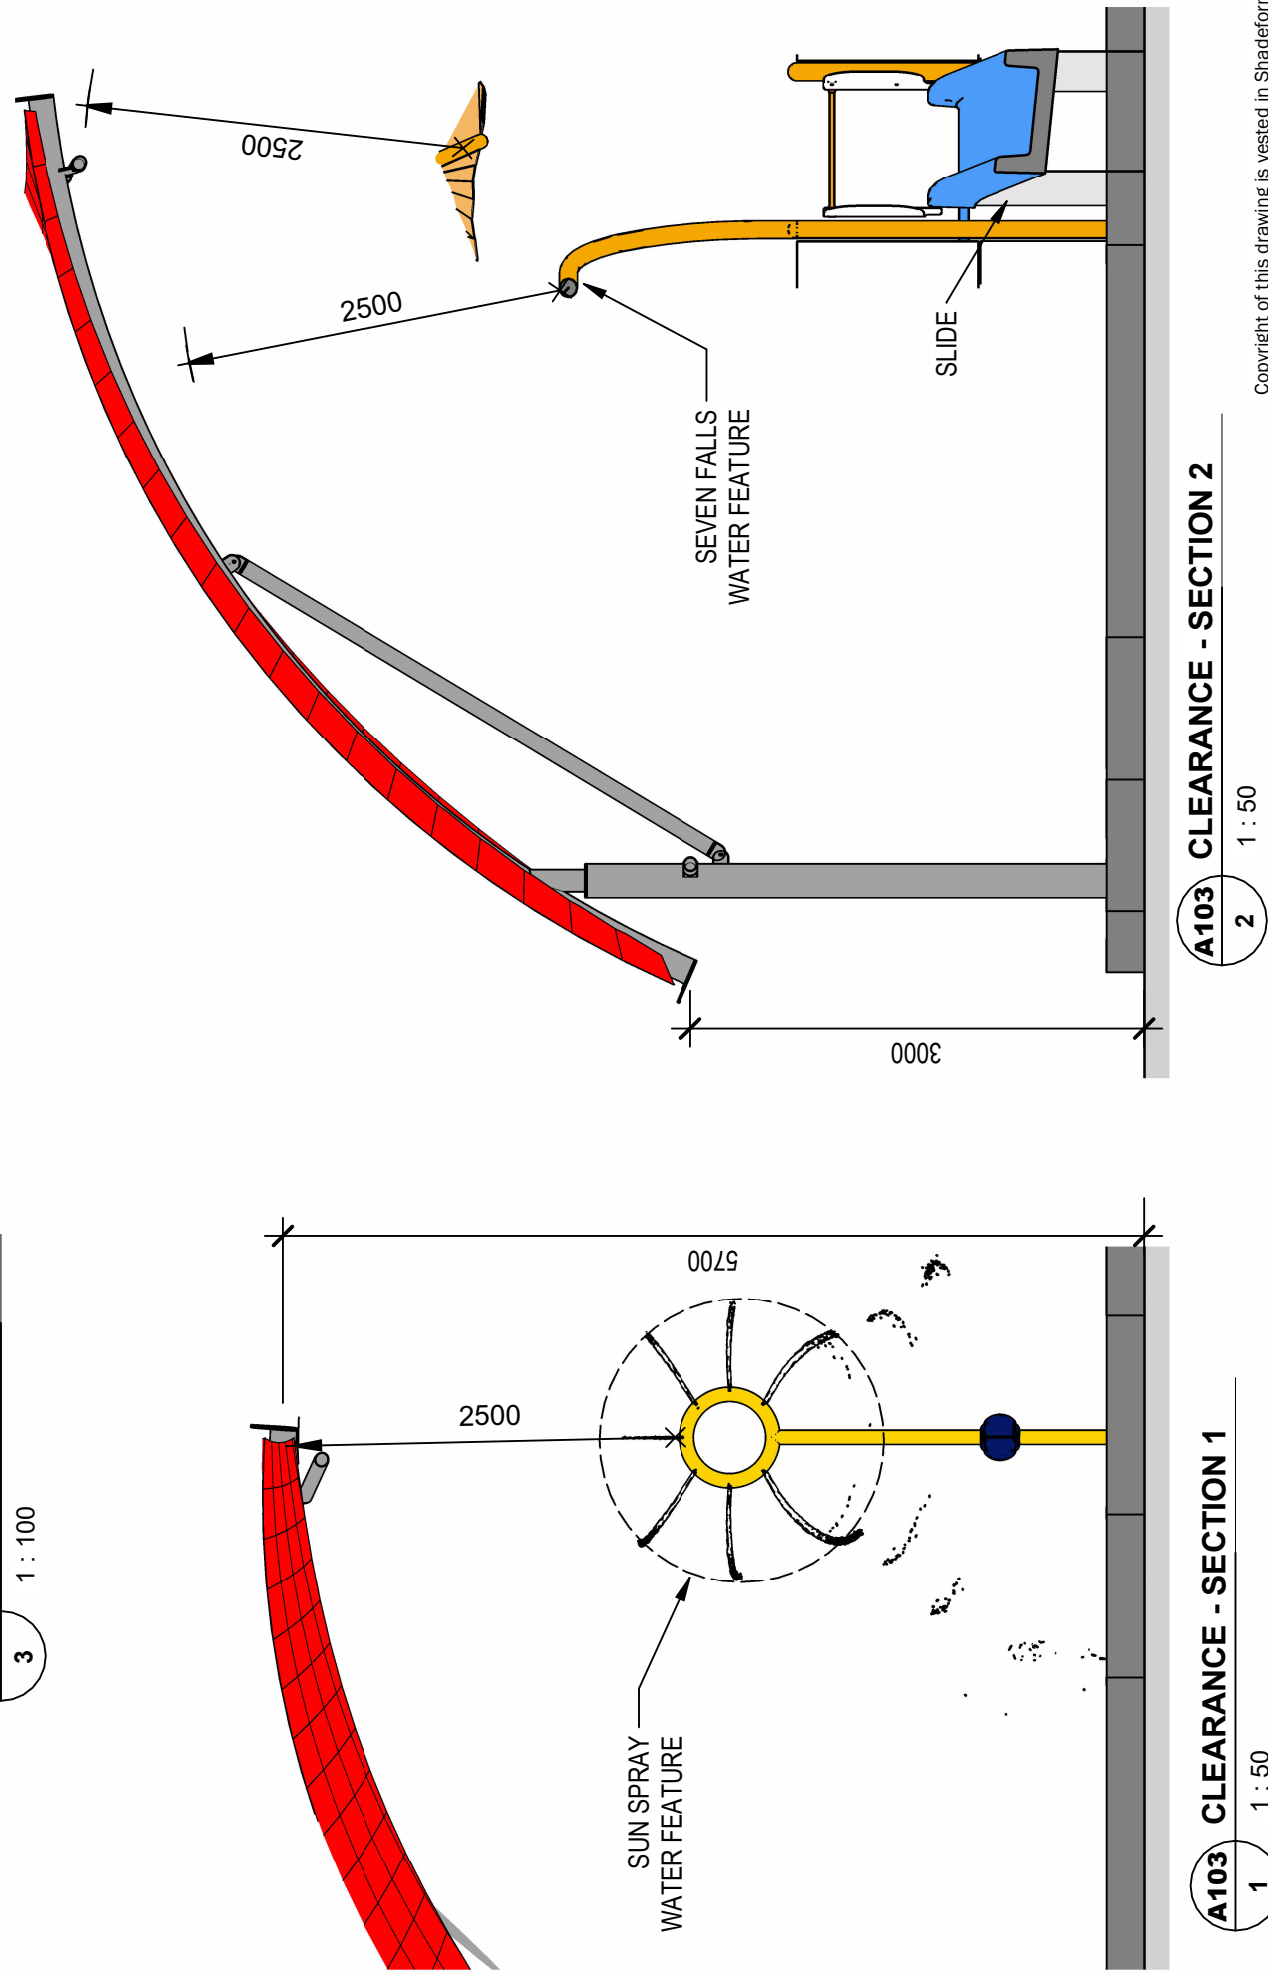 3
1 : 100
2500
5700
SUN SPRAY
WATER FEATURE
A103
1
CLEARANCE - SECTION 1
1 : 50
2500
2500
3000
SEVEN FALLS
WATER FEATURE
SLIDE
A103
2
CLEARANCE - SECTION 2
1 : 50
Copyright of this drawing is vested in Shadeform